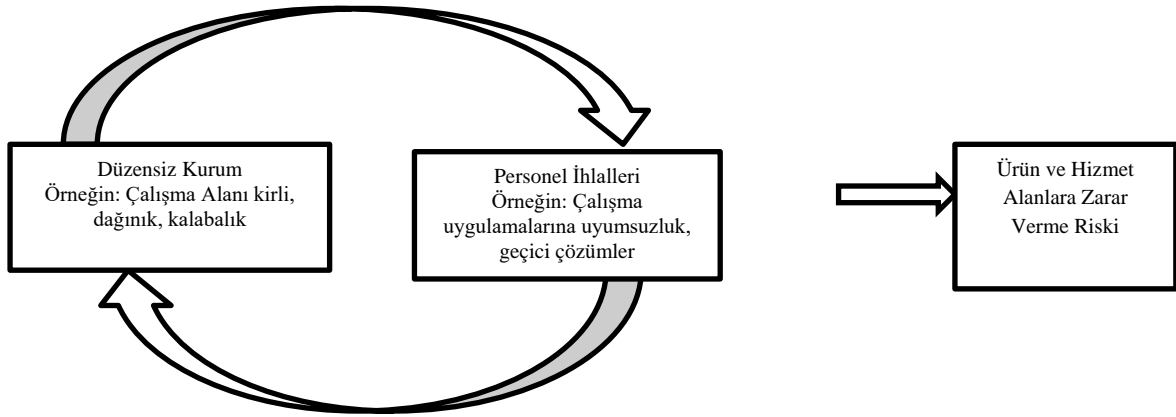 Düzensiz Kurum
Örneğin: Çalışma Alanı kirli,
dağınık, kalabalık
Personel İhlalleri
Örneğin: Çalışma
uygulamalarına uyumsuzluk,
geçici çözümler
Ürün ve Hizmet
Alanlara Zarar
Verme Riski